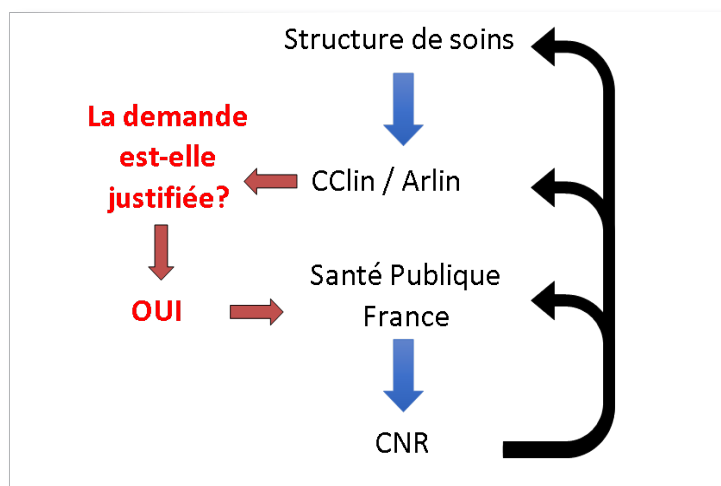 Structure de soins
La demande
est-elle
justifiée?
CClin / Arlin
Santé Publique
France
OUI
CNR